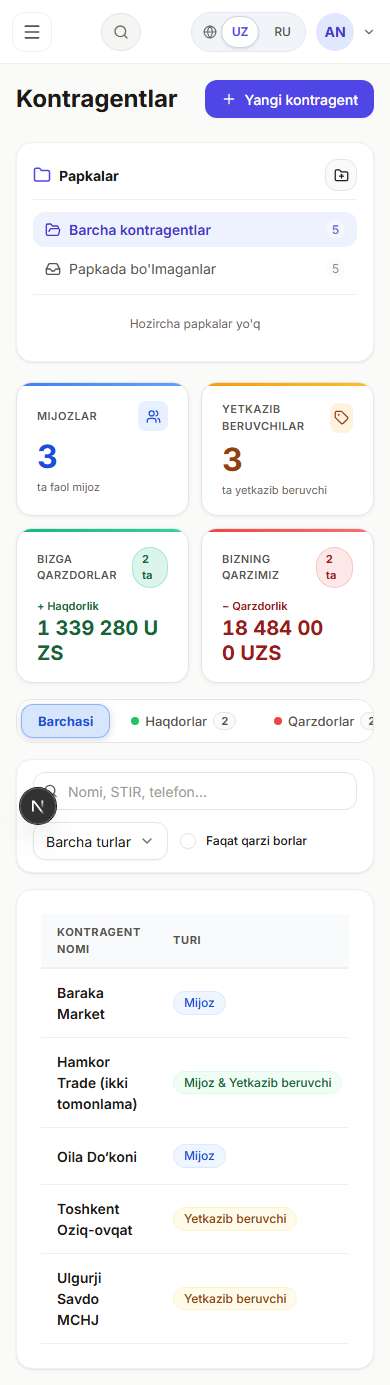 UZ
RU
AN
Kontragentlar
+ Yangi kontragent
Papkalar
Barcha kontragentlar
5
Papkada bo'lmaganlar
5
Hozircha papkalar yo'q
MIJOZLAR
3
ta faol mijoz
YETKAZIB
BERUVCHILAR
3
ta yetkazib beruvchi
BIZGA
QARZDORLAR
2
ta
+ Haqdorlik
1 339 280 U
ZS
BIZNING
QARZIMIZ
2
ta
− Qarzdorlik
18 484 00
0 UZS
Barchasi
Haqdorlar 2
Qarzdorlar 2
Nomi, STIR, telefon...
N
Barcha turlar
Faqat qarzi borlar
KONTRAGENT
NOMI
TURI
Baraka
Market
Mijoz
Hamkor
Trade (ikki
tomonlama)
Mijoz & Yetkazib beruvchi
Oila Do‘koni
Mijoz
Toshkent
Oziq-ovqat
Yetkazib beruvchi
Ulgurji
Savdo
MCHJ
Yetkazib beruvchi